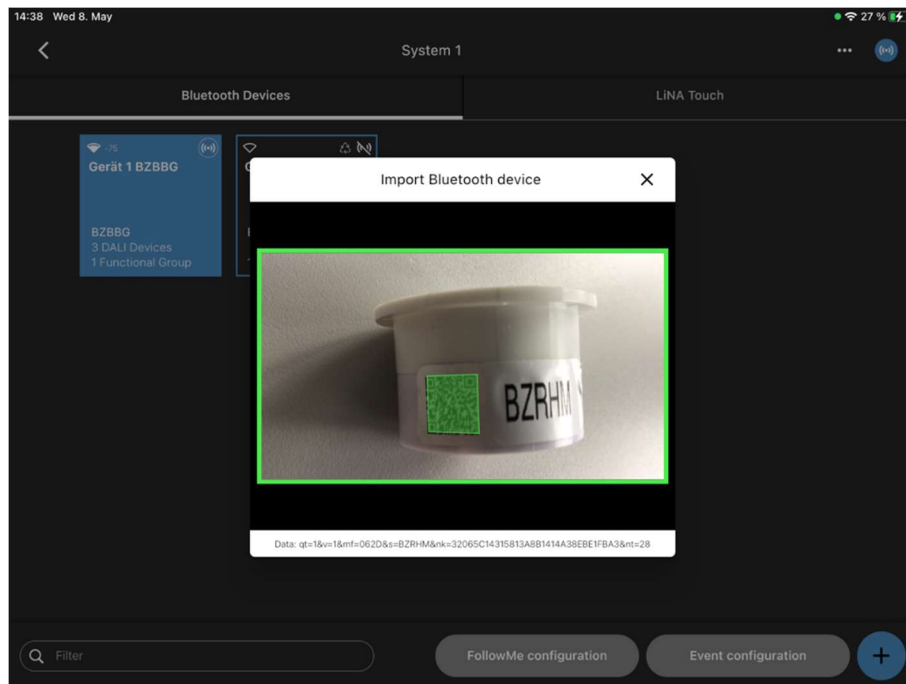 14:38 Wed 8. May
27 %
System 1
Bluetooth Devices
LiNA Touch
-75
Gerät 1 BZBBG
BZBBG
3 DALI Devices
1 Functional Group
Import Bluetooth device
BZRHM
Data: qt=1&v=1&mf=062D&s=BZRHM&nk=32065C14315813A8B1414A38EBE1FBA3&nt=28
Filter
FollowMe configuration
Event configuration